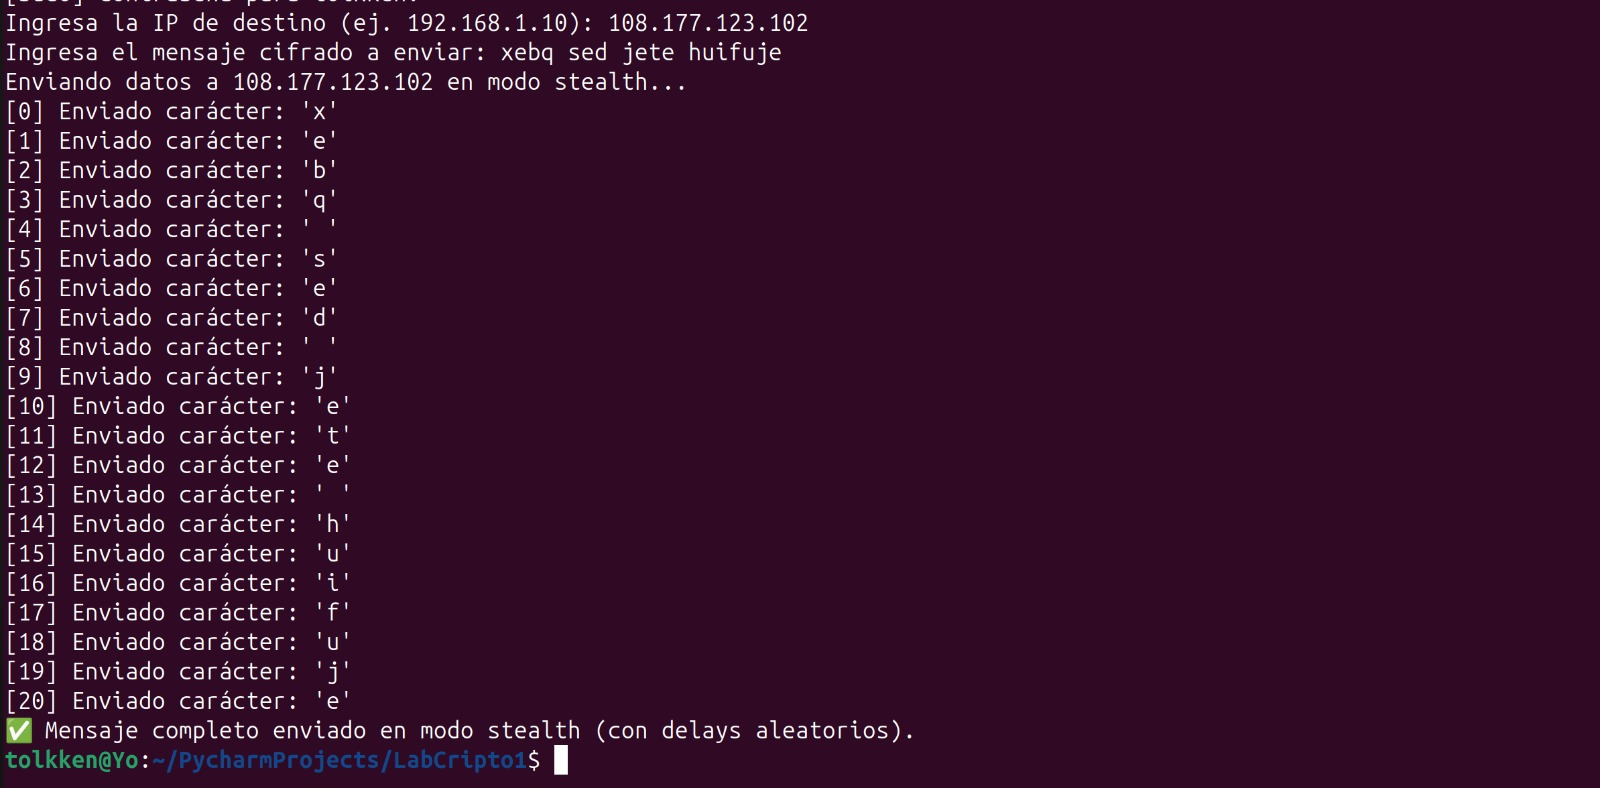 Ingresa la IP de destino (ej. 192.168.1.10): 108.177.123.102
Ingresa el mensaje cifrado a enviar: xebq sed jete huifuje
Enviando datos a 108.177.123.102 en modo stealth...
[0] Enviado carácter: 'x'
[1] Enviado carácter: 'e'
[2] Enviado carácter: 'b'
[3] Enviado carácter: 'q'
[4] Enviado carácter: ' '
[5] Enviado carácter: 's'
[6] Enviado carácter: 'e'
[7] Enviado carácter: 'd'
[8] Enviado carácter: ' '
[9] Enviado carácter: 'j'
[10] Enviado carácter: 'e'
[11] Enviado carácter: 't'
[12] Enviado carácter: 'e'
[13] Enviado carácter: ' '
[14] Enviado carácter: 'h'
[15] Enviado carácter: 'u'
[16] Enviado carácter: 'i'
[17] Enviado carácter: 'f'
[18] Enviado carácter: 'u'
[19] Enviado carácter: 'j'
[20] Enviado carácter: 'e'
✅ Mensaje completo enviado en modo stealth (con delays aleatorios).
tolkken@Yo:~/PycharmProjects/LabCripto1$